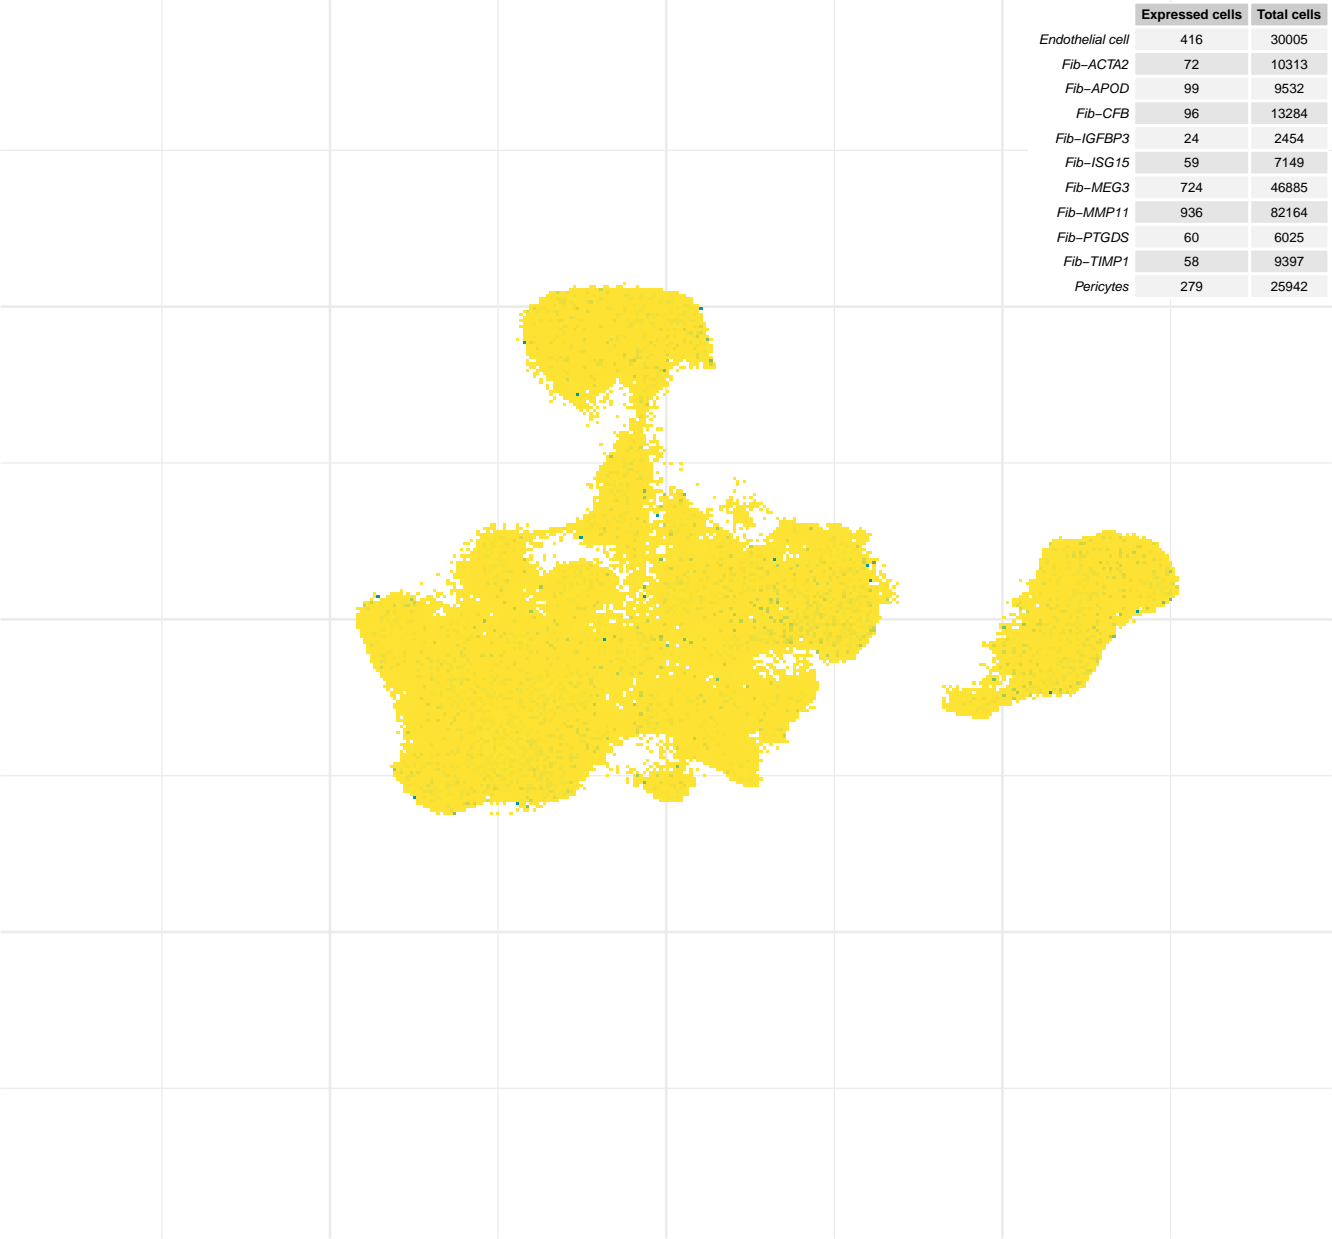 Expressed cells Total cells
Endothelial cell 416 30005
Fib−ACTA2 72 10313
Fib−APOD 99 9532
Fib−CFB 96 13284
Fib−IGFBP3 24 2454
Fib−ISG15 59 7149
Fib−MEG3 724 46885
Fib−MMP11 936 82164
Fib−PTGDS 60 6025
Fib−TIMP1 58 9397
Pericytes 279 25942